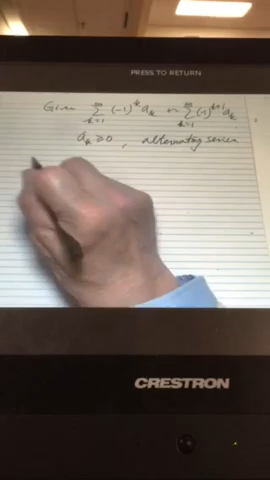 PRESS TO RETURN
Given ∑_{k=1}^{∞} (-1)^k a_k or ∑_{k=1}^{∞} (-1)^{k+1} a_k
a_k ≥ 0, alternating series
CRESTRON